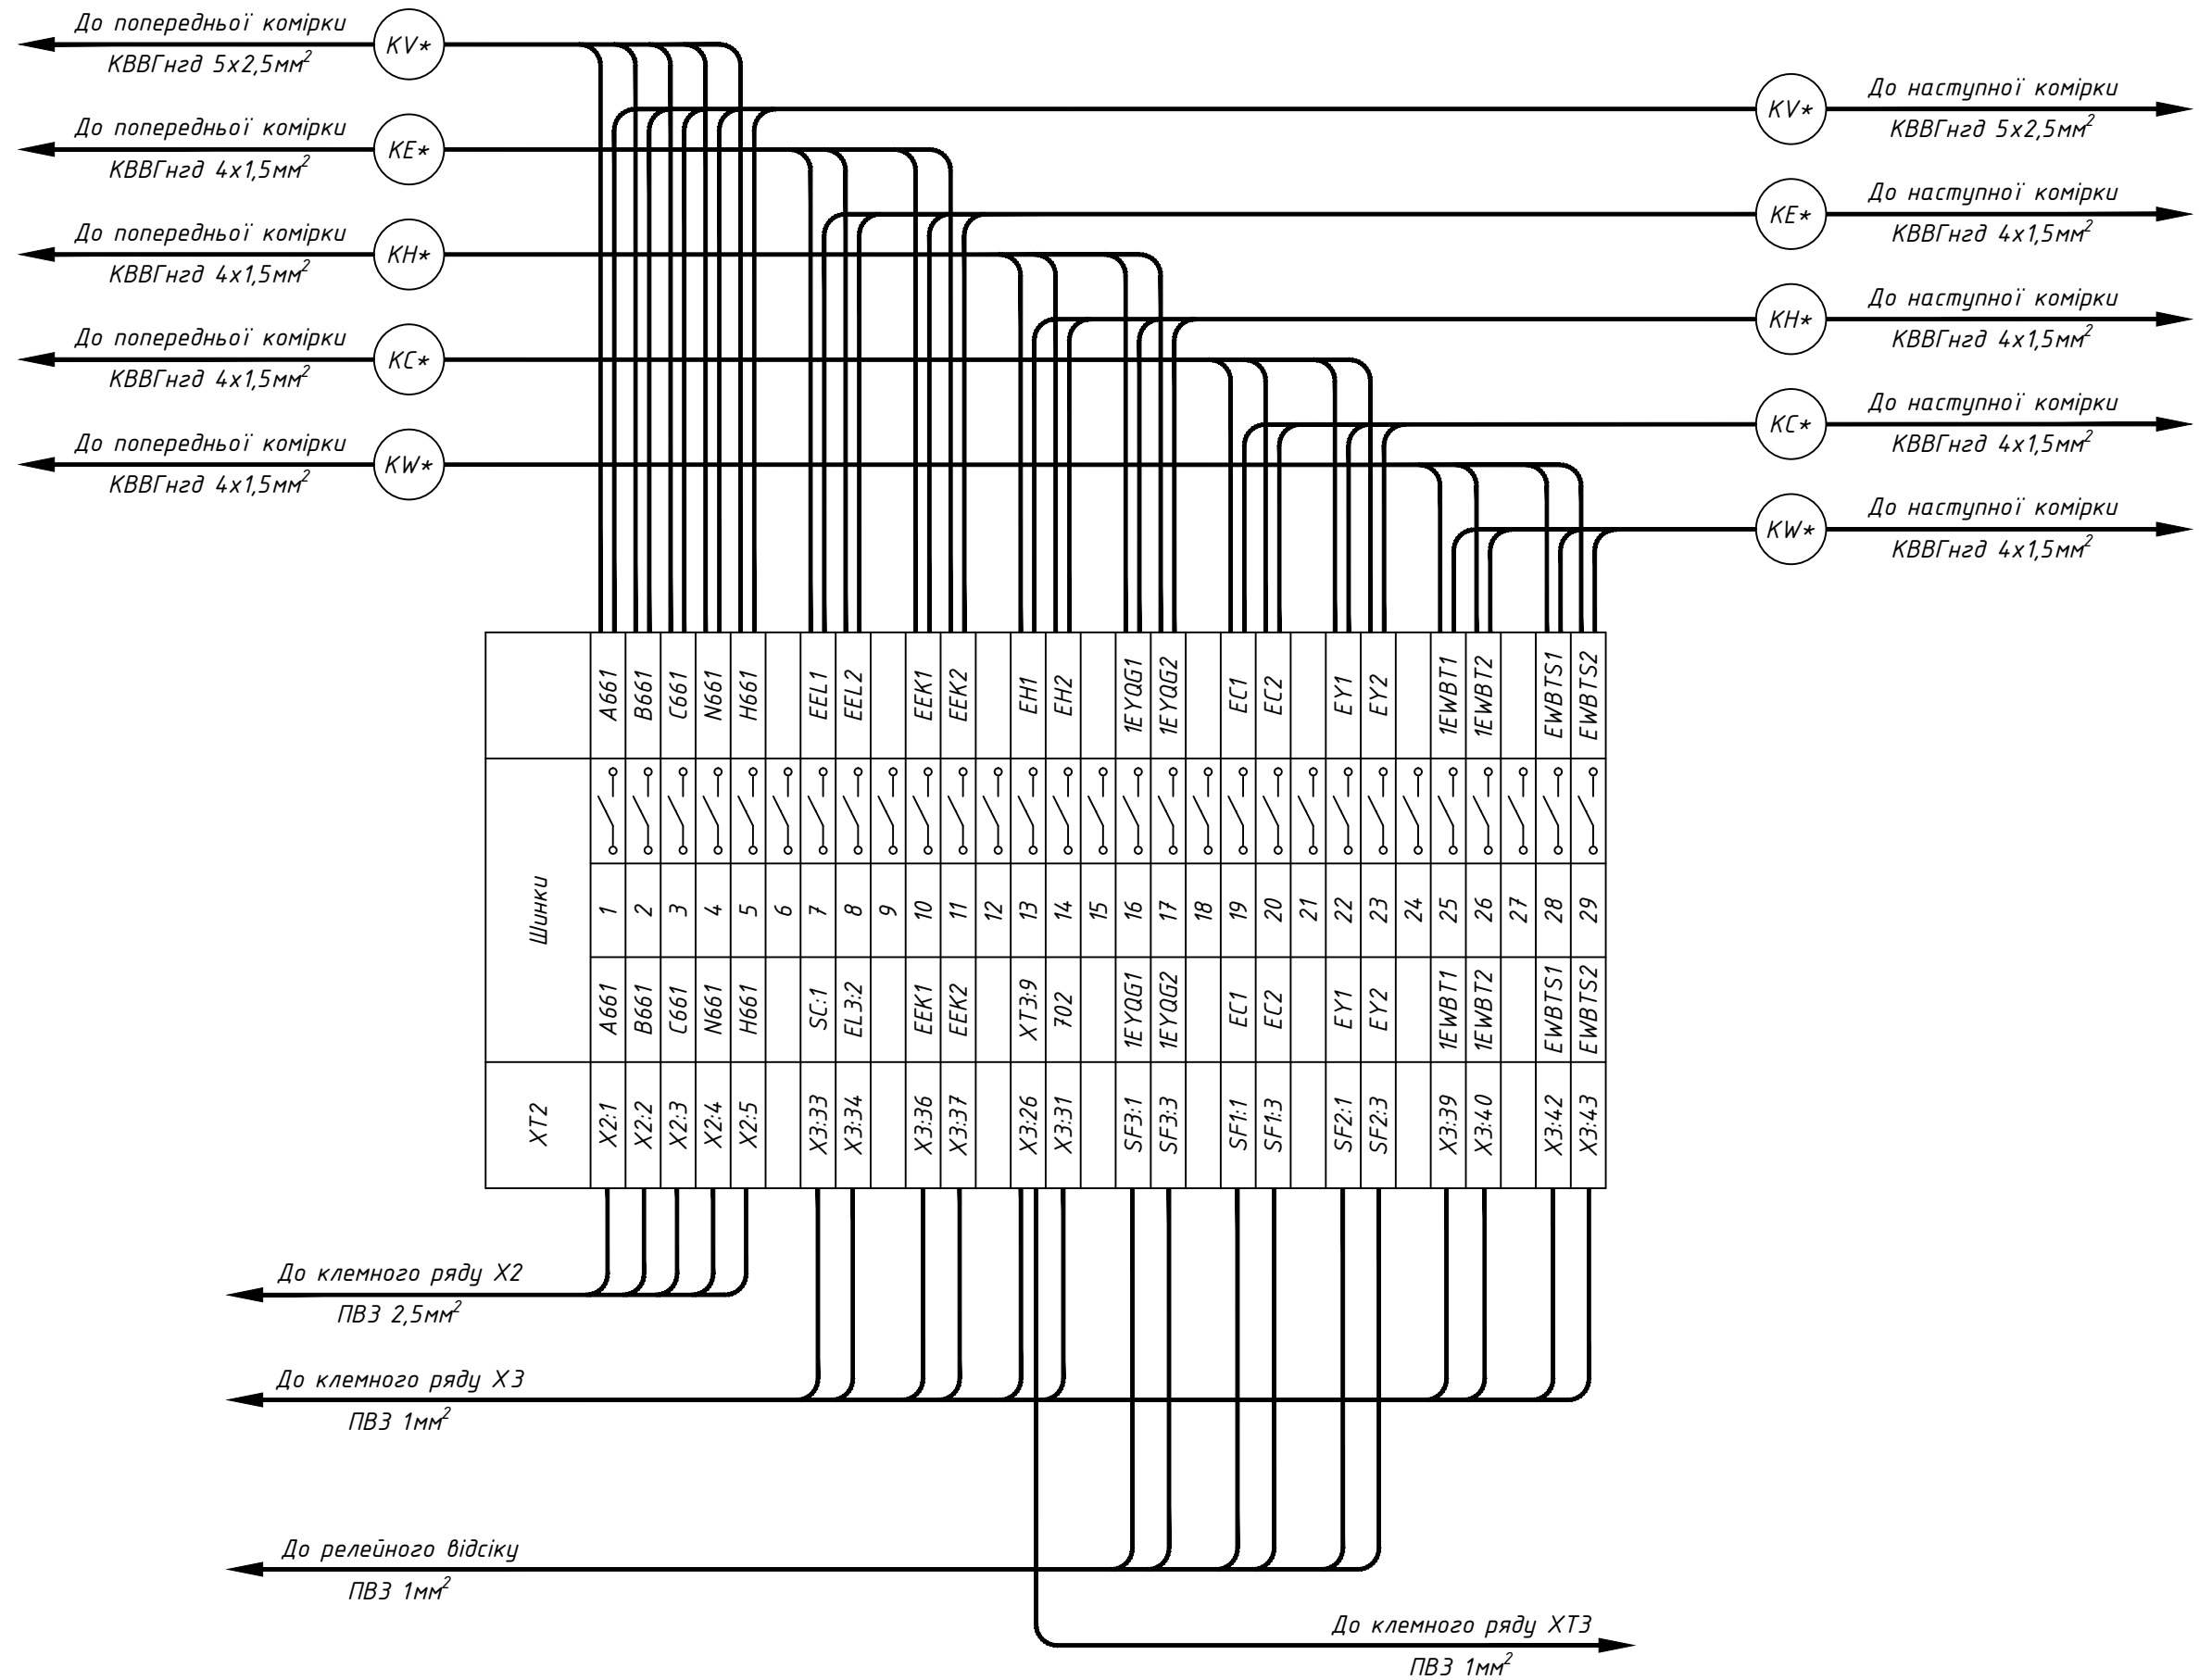 До попередньої комірки
KV*
КВВГнгд 5х2,5мм²
До наступної комірки
KV*
КВВГнгд 5х2,5мм²
До попередньої комірки
KE*
КВВГнгд 4х1,5мм²
До наступної комірки
KE*
КВВГнгд 4х1,5мм²
До попередньої комірки
KH*
КВВГнгд 4х1,5мм²
До наступної комірки
KH*
КВВГнгд 4х1,5мм²
До попередньої комірки
KC*
КВВГнгд 4х1,5мм²
До наступної комірки
KC*
КВВГнгд 4х1,5мм²
До попередньої комірки
KW*
КВВГнгд 4х1,5мм²
До наступної комірки
KW*
КВВГнгд 4х1,5мм²
A661 B661 C661 N661 H661 EEL1 EEL2 EEK1 EEK2 EH1 EH2 1EYQG1 1EYQG2 EC1 EC2 EY1 EY2 1EWBT1 1EWBT2 EWBTS1 EWBTS2
Шинки
1 2 3 4 5 6 7 8 9 10 11 12 13 14 15 16 17 18 19 20 21 22 23 24 25 26 27 28 29
A661 B661 C661 N661 H661 SC:1 EL3:2 EEK1 EEK2 XT3:9 702 1EYQG1 1EYQG2 EC1 EC2 EY1 EY2 1EWBT1 1EWBT2 EWBTS1 EWBTS2
XT2 X2:1 X2:2 X2:3 X2:4 X2:5 X3:33 X3:34 X3:36 X3:37 X3:26 X3:31 SF3:1 SF3:3 SF1:1 SF1:3 SF2:1 SF2:3 X3:39 X3:40 X3:42 X3:43
До клемного ряду X2
ПВ3 2,5мм²
До клемного ряду X3
ПВ3 1мм²
До релейного відсіку
ПВ3 1мм²
До клемного ряду XT3
ПВ3 1мм²